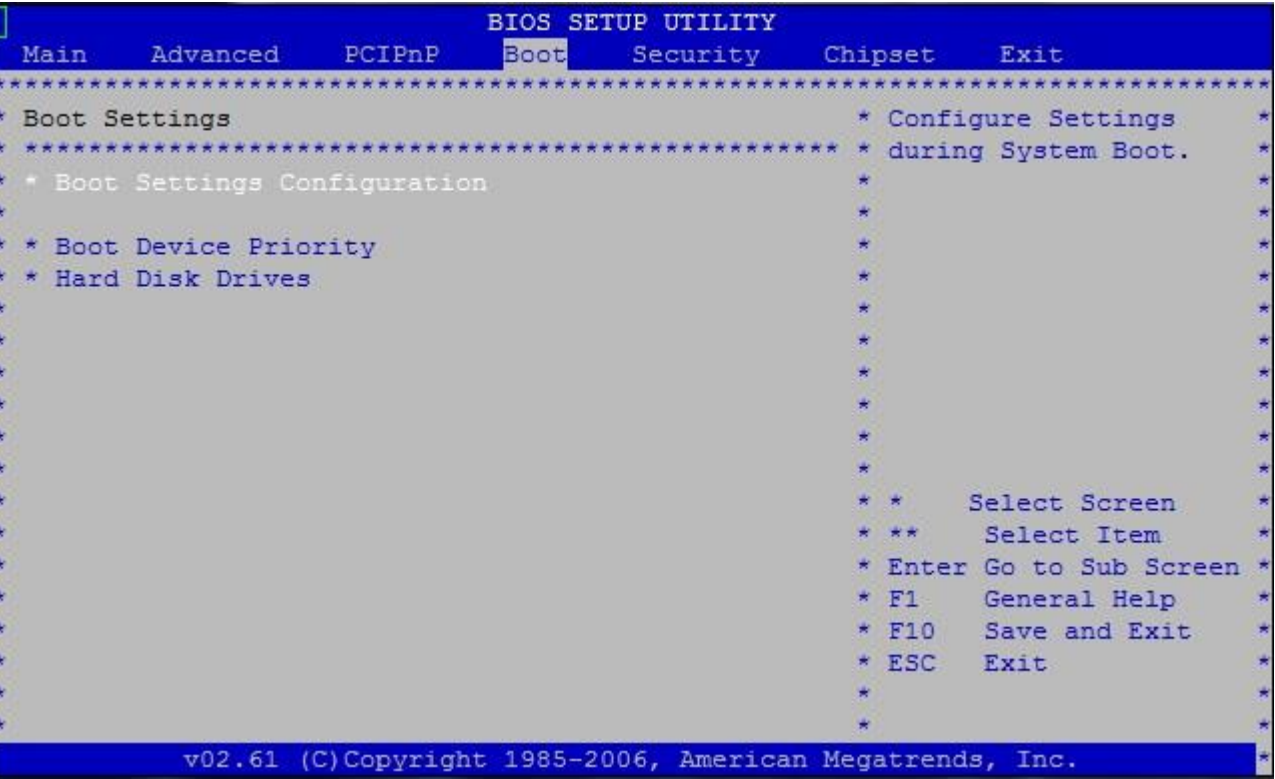 BIOS SETUP UTILITY
Main Advanced PCIPnP Boot Security Chipset Exit
******************************************************************************
* Boot Settings * Configure Settings *
* *************************************************** * during System Boot. *
* * Boot Settings Configuration * *
* * *
* * Boot Device Priority * *
* * Hard Disk Drives * *
* * *
* * *
* * *
* * *
* * *
* * *
* * * Select Screen *
* * ** Select Item *
* * Enter Go to Sub Screen *
* * F1 General Help *
* * F10 Save and Exit *
* * ESC Exit *
* * *
* * *
v02.61 (C)Copyright 1985-2006, American Megatrends, Inc. *